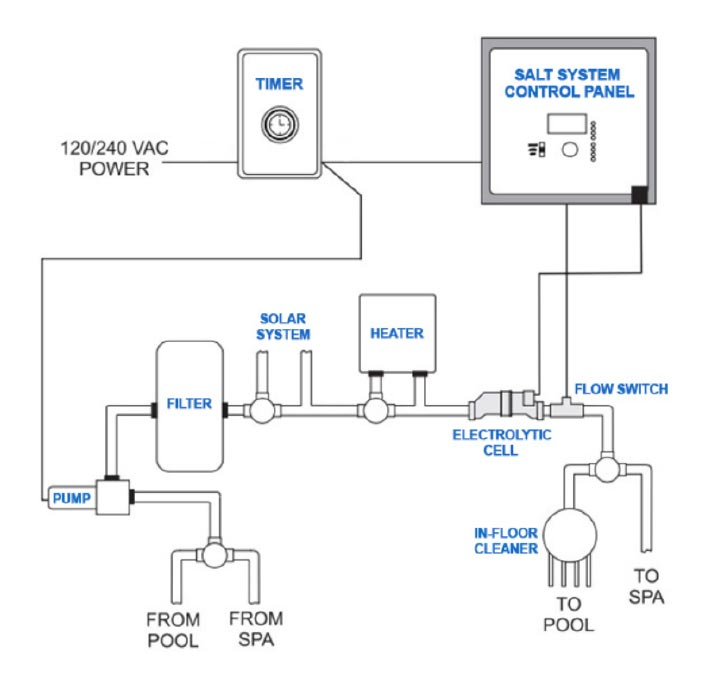 TIMER
SALT SYSTEM
CONTROL PANEL
120/240 VAC
POWER
SOLAR
SYSTEM
HEATER
FILTER
FLOW SWITCH
ELECTROLYTIC
CELL
PUMP
IN-FLOOR
CLEANER
TO
SPA
TO
POOL
FROM
POOL
FROM
SPA